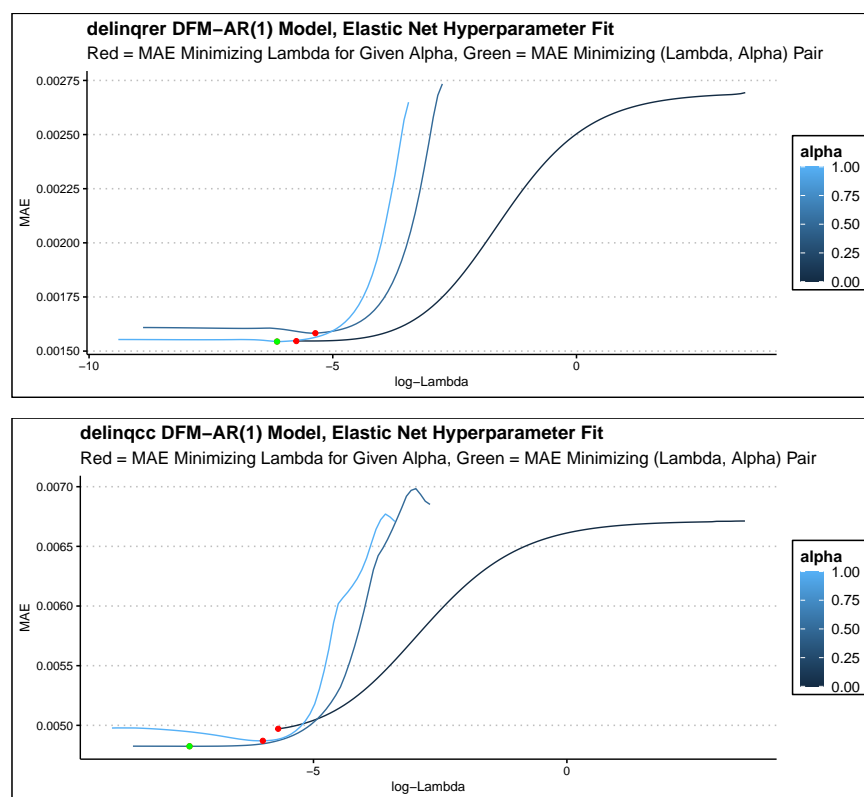 delinqrer DFM−AR(1) Model, Elastic Net Hyperparameter Fit
Red = MAE Minimizing Lambda for Given Alpha, Green = MAE Minimizing (Lambda, Alpha) Pair
0.00275
0.00250
0.00225
0.00200
0.00175
0.00150
MAE
−10
−5
0
log−Lambda
alpha
1.00
0.75
0.50
0.25
0.00
delinqcc DFM−AR(1) Model, Elastic Net Hyperparameter Fit
Red = MAE Minimizing Lambda for Given Alpha, Green = MAE Minimizing (Lambda, Alpha) Pair
0.0070
0.0065
0.0060
0.0055
0.0050
MAE
−5
0
log−Lambda
alpha
1.00
0.75
0.50
0.25
0.00